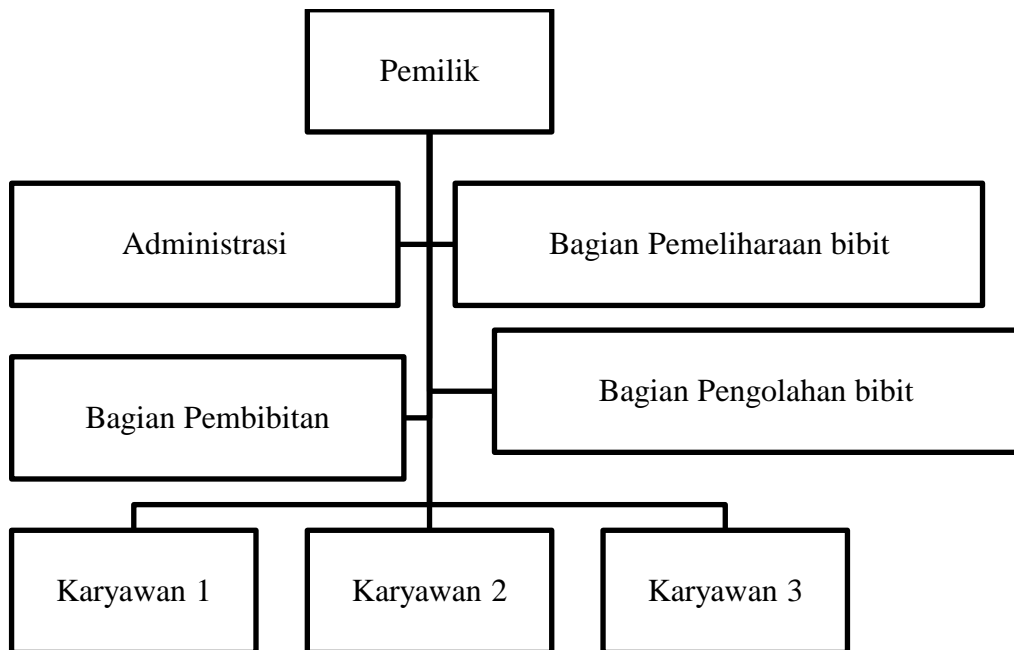 Pemilik
Administrasi
Bagian Pemeliharaan bibit
Bagian Pembibitan
Bagian Pengolahan bibit
Karyawan 1
Karyawan 2
Karyawan 3